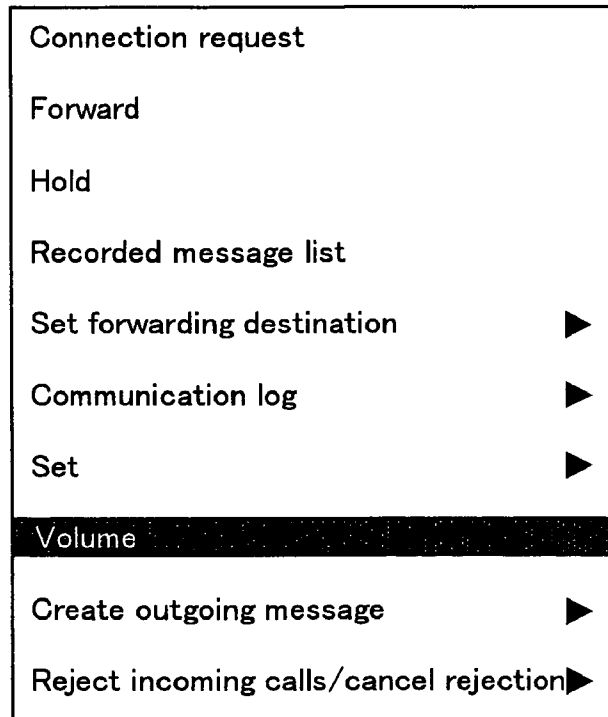 Connection request
Forward
Hold
Recorded message list
Set forwarding destination ▶
Communication log ▶
Set ▶
Volume
Create outgoing message ▶
Reject incoming calls/cancel rejection▶